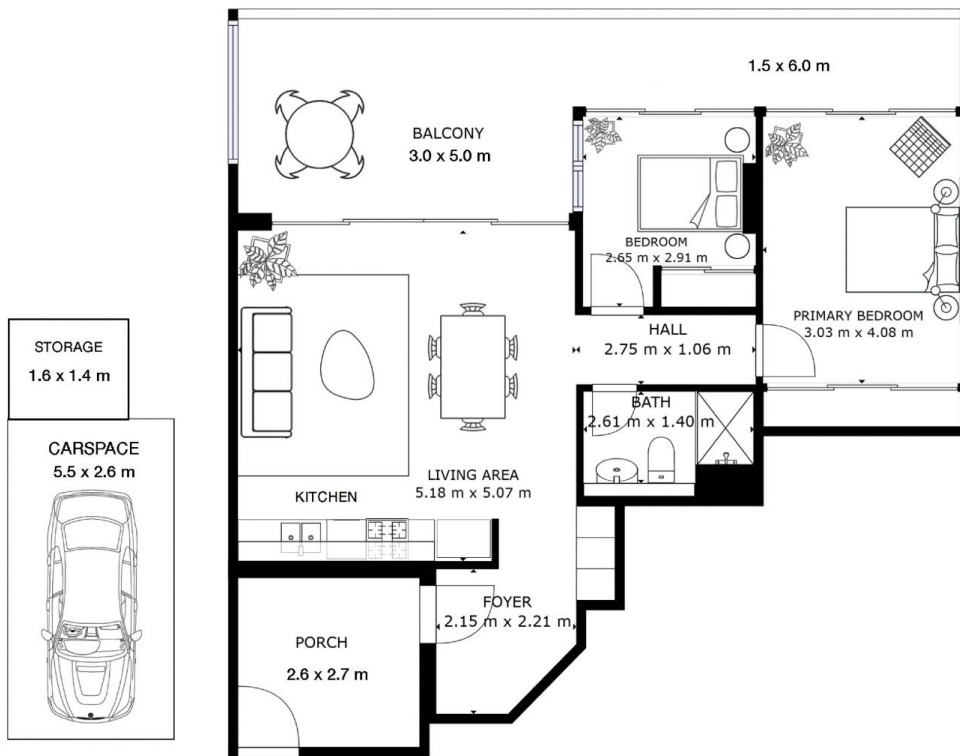 1.5 x 6.0 m
BALCONY
3.0 x 5.0 m
BEDROOM
2.65 m x 2.91 m
PRIMARY BEDROOM
3.03 m x 4.08 m
HALL
2.75 m x 1.06 m
STORAGE
1.6 x 1.4 m
BATH
2.61 m x 1.40 m
CARSPACE
5.5 x 2.6 m
LIVING AREA
5.18 m x 5.07 m
KITCHEN
FOYER
2.15 m x 2.21 m
PORCH
2.6 x 2.7 m